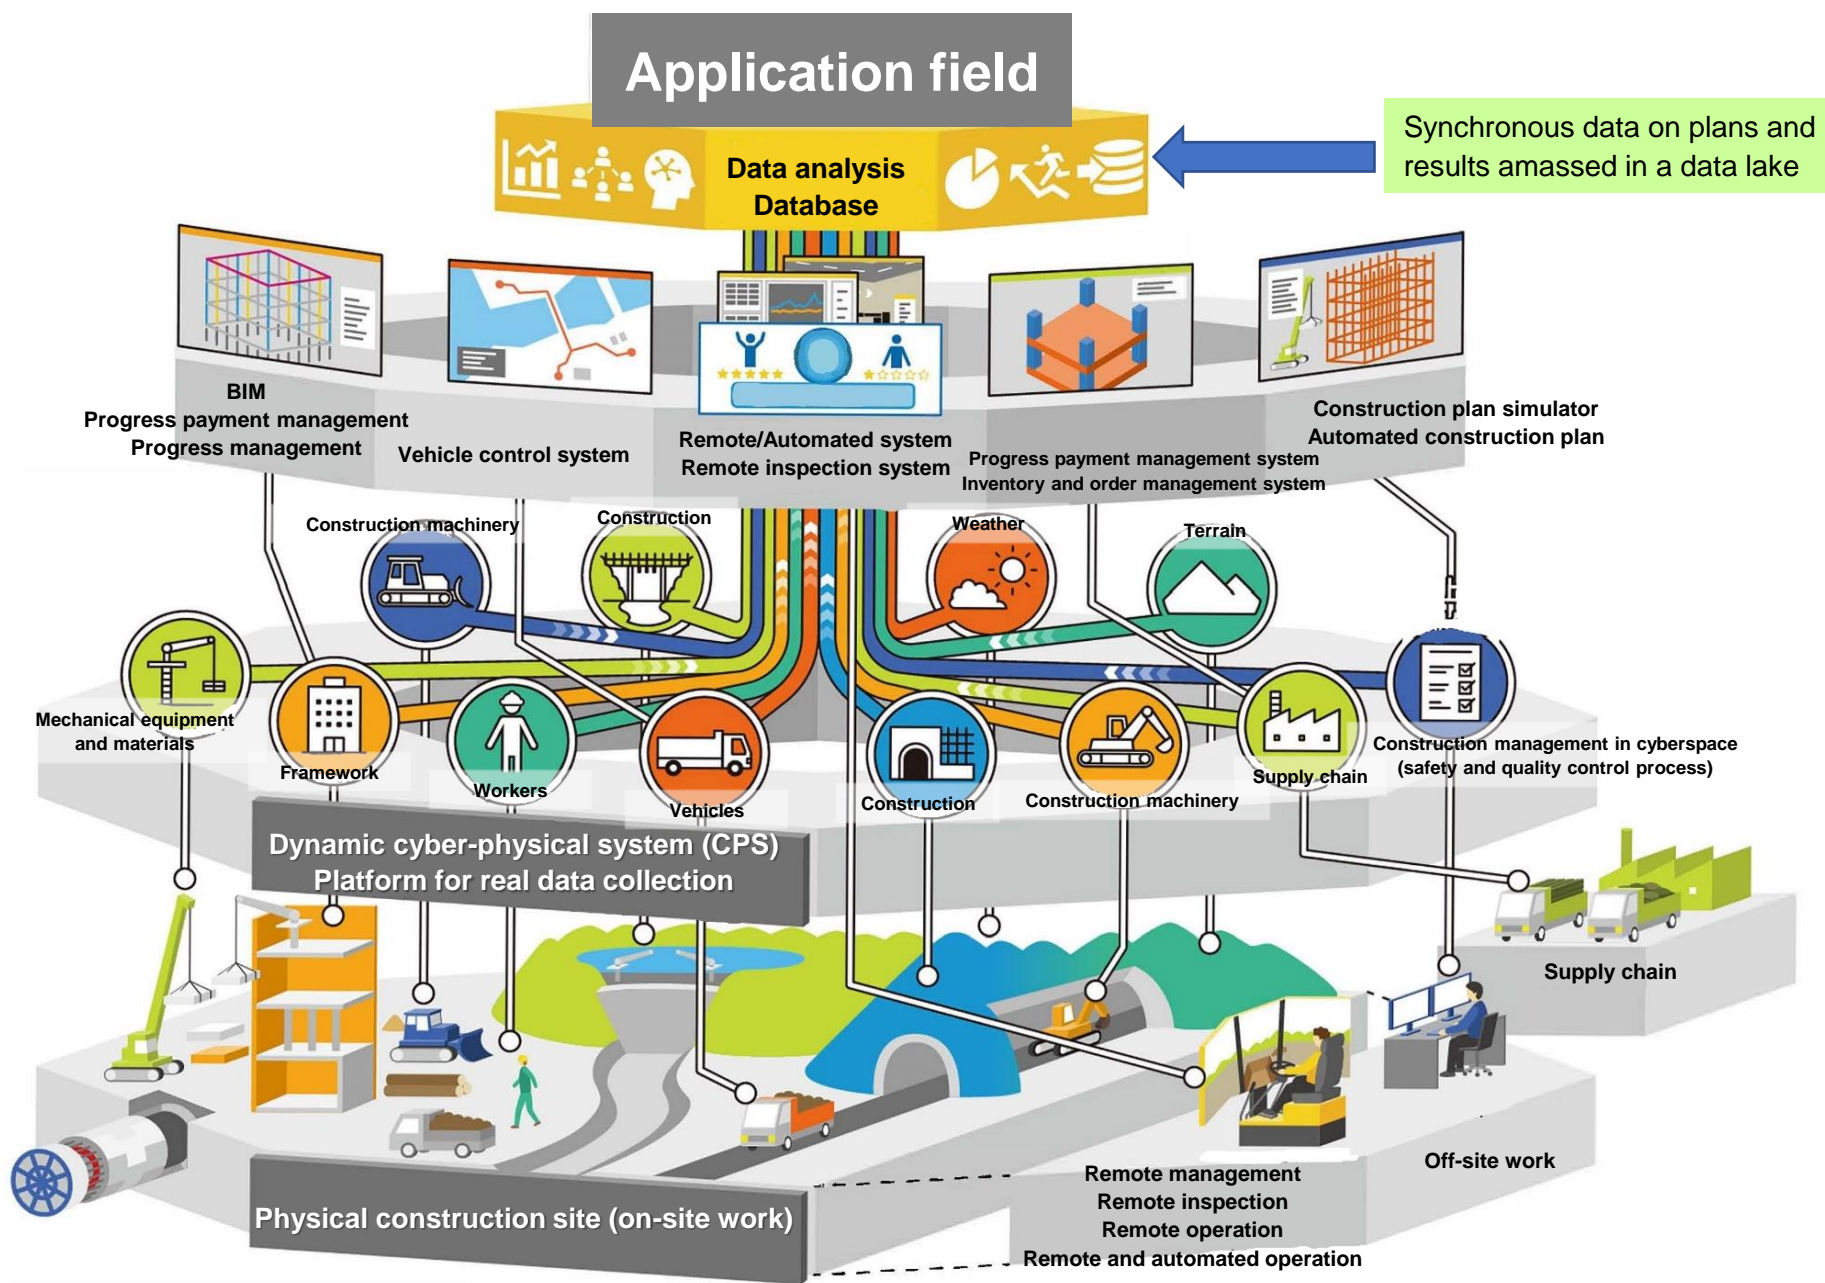 Application field
Synchronous data on plans and
results amassed in a data lake
Data analysis
Database
BIM
Progress payment management
Progress management
Vehicle control system
Remote/Automated system
Remote inspection system
Progress payment management system
Inventory and order management system
Construction plan simulator
Automated construction plan
Construction machinery
Construction
Weather
Terrain
Mechanical equipment
and materials
Framework
Workers
Vehicles
Construction
Construction machinery
Supply chain
Construction management in cyberspace
(safety and quality control process)
Dynamic cyber-physical system (CPS)
Platform for real data collection
Supply chain
Off-site work
Remote management
Remote inspection
Remote operation
Remote and automated operation
Physical construction site (on-site work)